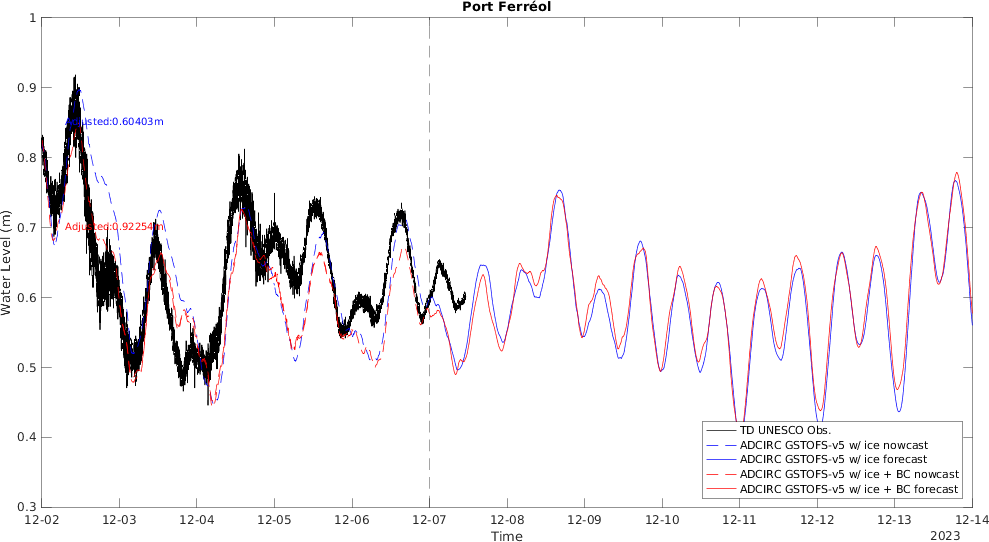 Port Ferréol
1
0.9
0.8
0.7
0.6
0.5
0.4
0.3
Water Level (m)
Adjusted:0.60403m
Adjusted:0.92254m
TD UNESCO Obs.
ADCIRC GSTOFS-v5 w/ ice nowcast
ADCIRC GSTOFS-v5 w/ ice forecast
ADCIRC GSTOFS-v5 w/ ice + BC nowcast
ADCIRC GSTOFS-v5 w/ ice + BC forecast
12-02 12-03 12-04 12-05 12-06 12-07 12-08 12-09 12-10 12-11 12-12 12-13 12-14
Time
2023